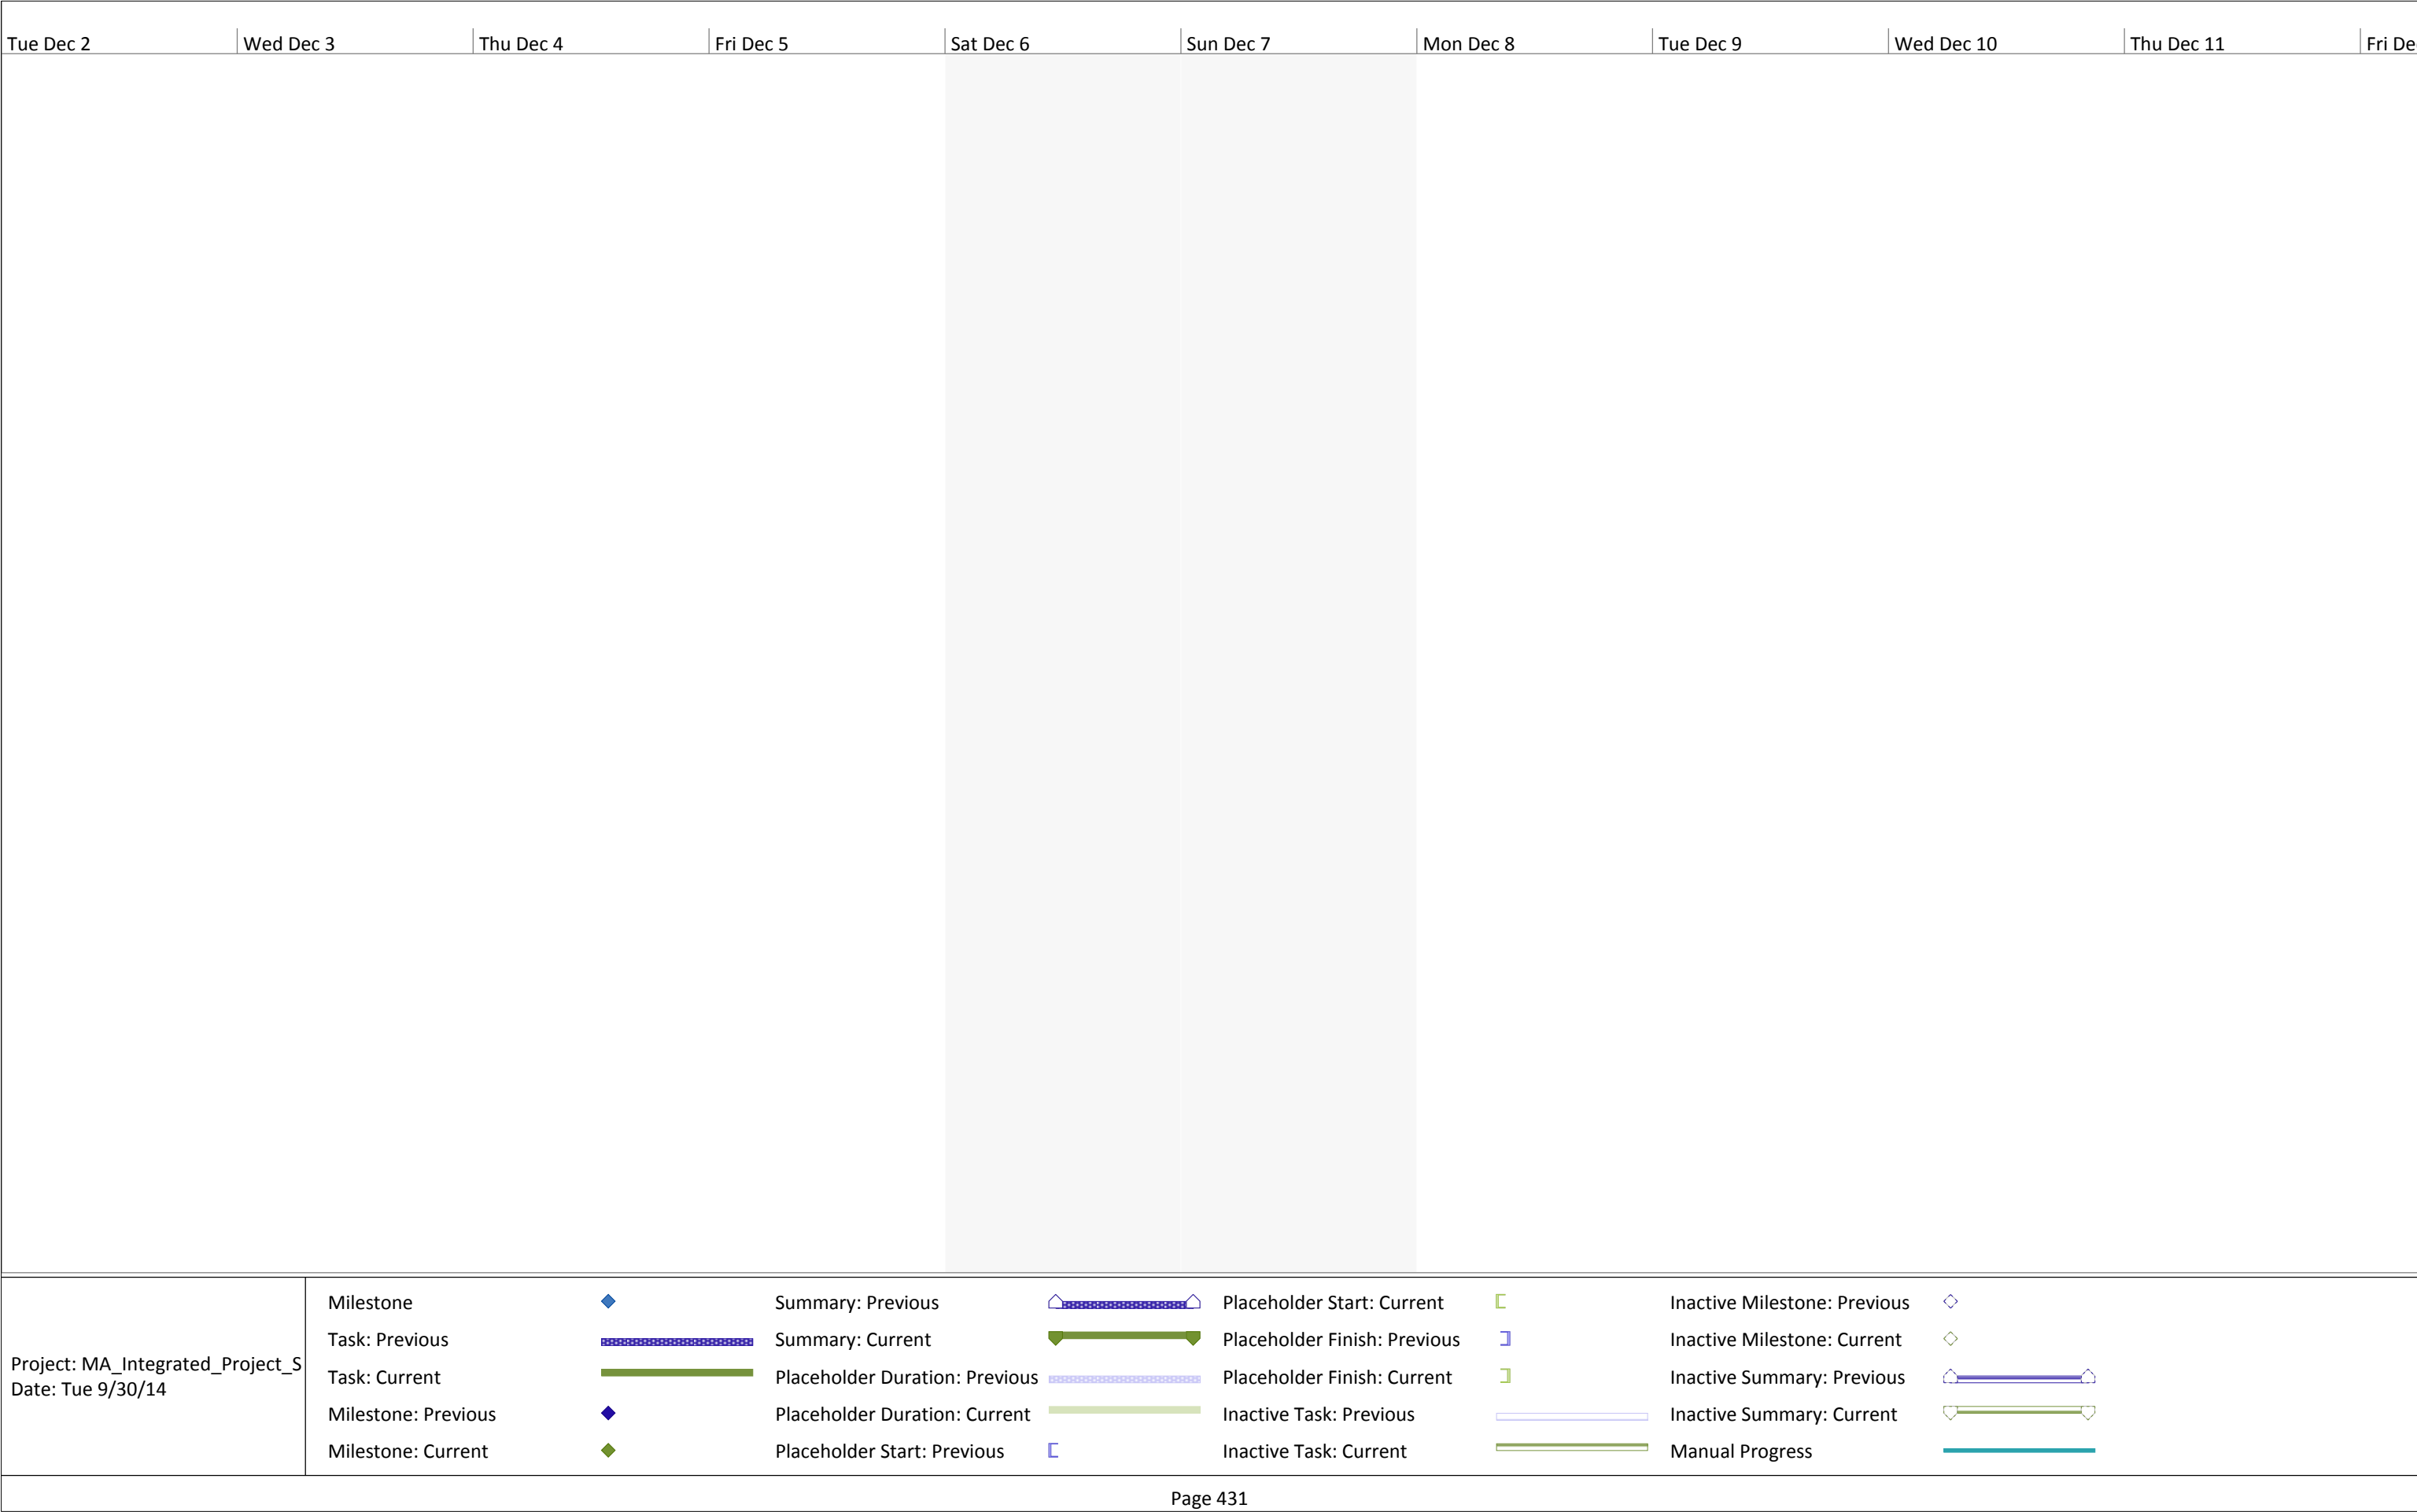 Tue Dec 2 Wed Dec 3 Thu Dec 4 Fri Dec 5 Sat Dec 6 Sun Dec 7 Mon Dec 8 Tue Dec 9 Wed Dec 10 Thu Dec 11 Fri De
Project: MA_Integrated_Project_S
Date: Tue 9/30/14
Milestone
Task: Previous
Task: Current
Milestone: Previous
Milestone: Current
Summary: Previous
Summary: Current
Placeholder Duration: Previous
Placeholder Duration: Current
Placeholder Start: Previous
Placeholder Start: Current
Placeholder Finish: Previous
Placeholder Finish: Current
Inactive Task: Previous
Inactive Task: Current
Inactive Milestone: Previous
Inactive Milestone: Current
Inactive Summary: Previous
Inactive Summary: Current
Manual Progress
Page 431